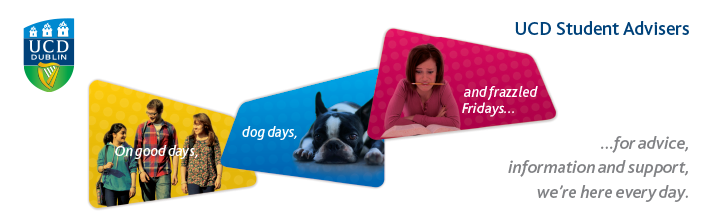 UCD
DUBLIN
UCD Student Advisers
On good days,
dog days,
and frazzled
Fridays...
...for advice,
information and support,
we're here every day.